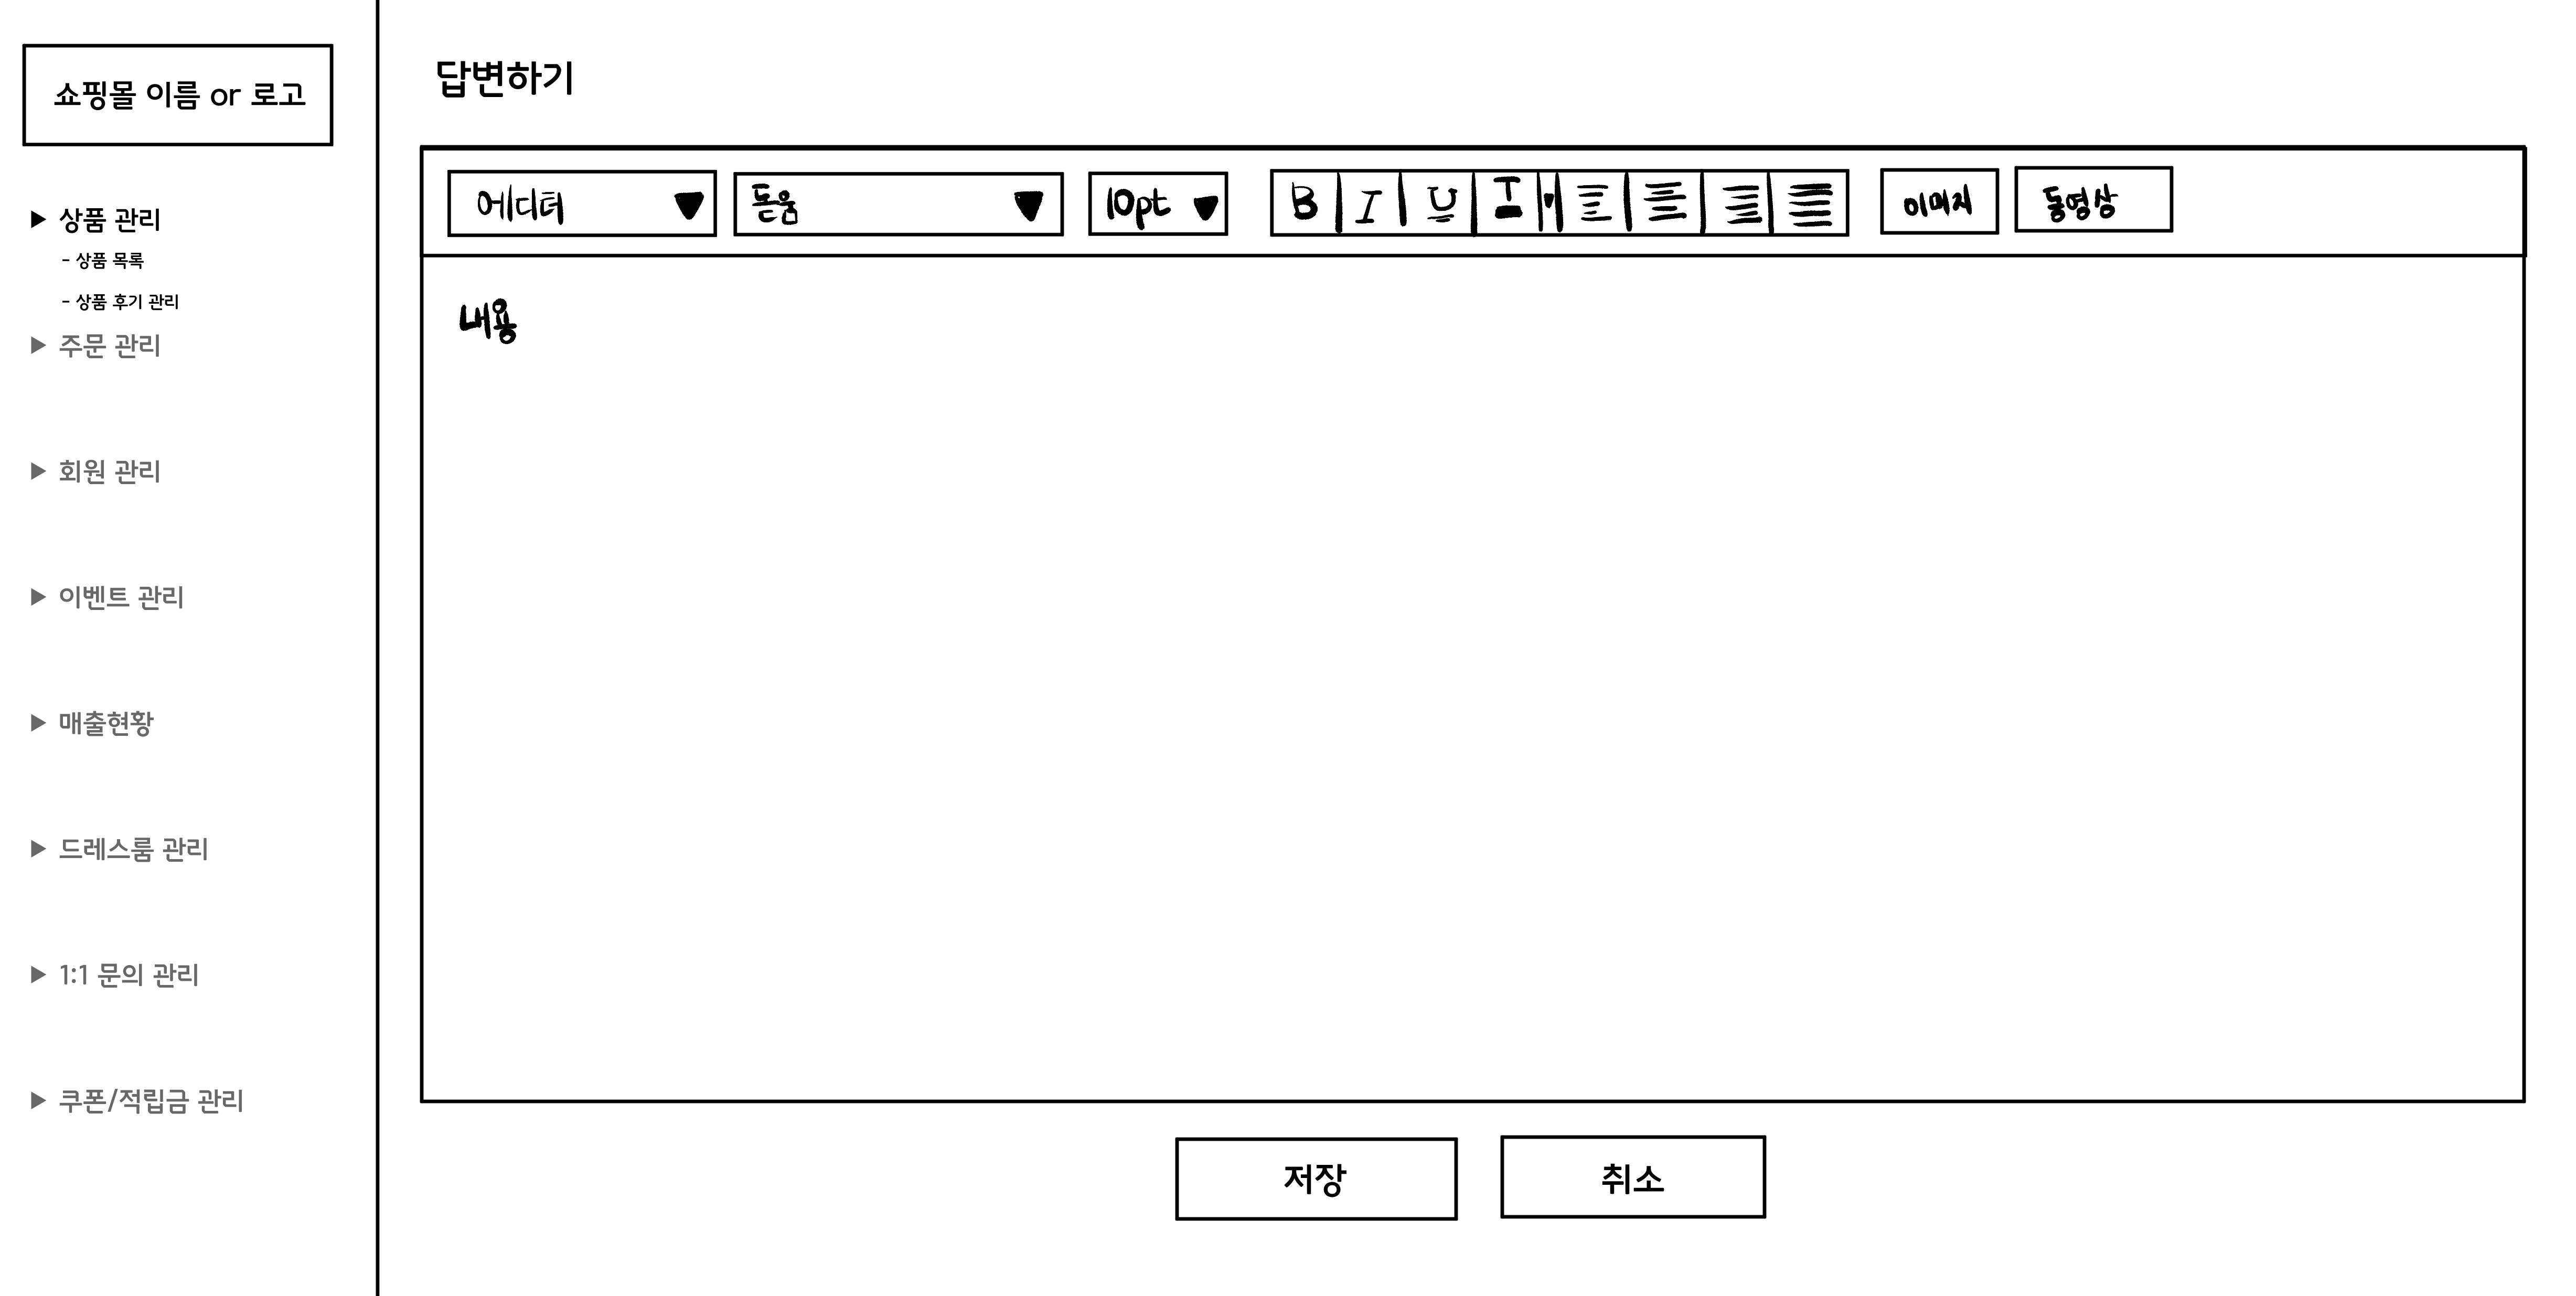 쇼핑몰 이름 or 로고
▶ 상품 관리
- 상품 목록
- 상품 후기 관리
▶ 주문 관리
▶ 회원 관리
▶ 이벤트 관리
▶ 매출현황
▶ 드레스룸 관리
▶ 1:1 문의 관리
▶ 쿠폰/적립금 관리
답변하기
에디터 ▼ 돋움 ▼ 10pt ▼ B I U T 이미지 동영상
내용
저장 취소